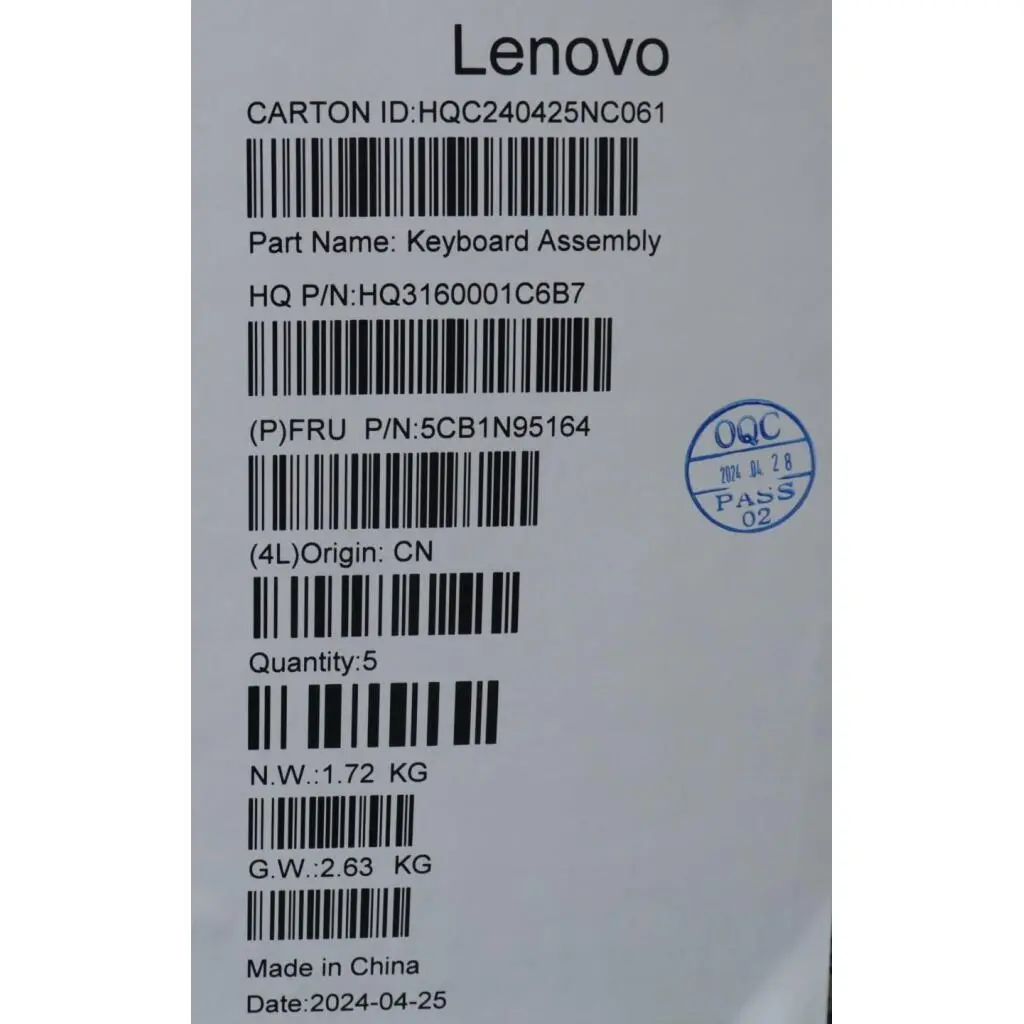 Lenovo
CARTON ID:HQC240425NC061
Part Name: Keyboard Assembly
HQ P/N:HQ3160001C6B7
(P)FRU P/N:5CB1N95164
OQC
2024 04 28
PASS
02
(4L)Origin: CN
Quantity:5
N.W.:1.72 KG
G.W.:2.63 KG
Made in China
Date:2024-04-25